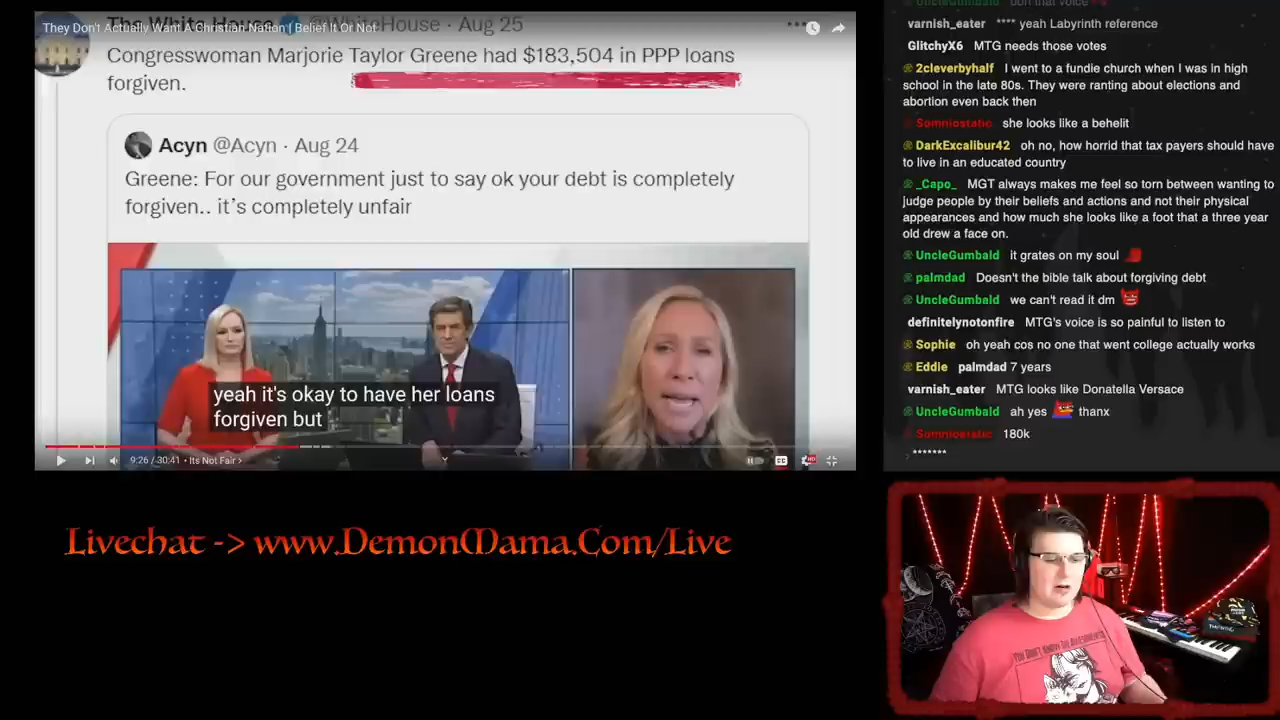 The White House @WhiteHouse · Aug 25
They Don't Actually Want A Christian Nation | Belief It Or Not
Congresswoman Marjorie Taylor Greene had $183,504 in PPP loans
forgiven.
Acyn @Acyn · Aug 24
Greene: For our government just to say ok your debt is completely
forgiven.. it's completely unfair
yeah it's okay to have her loans
forgiven but
9:26 / 30:41 • Its Not Fair >
CC
HD
Livechat -> www.DemonMama.Com/Live
varnish_eater **** yeah Labyrinth reference
GlitchyX6 MTG needs those votes
2cleverbyhalf I went to a fundie church when I was in high
school in the late 80s. They were ranting about elections and
abortion even back then
Somniostatic she looks like a behelit
DarkExcalibur42 oh no, how horrid that tax payers should have
to live in an educated country
_Capo_ MGT always makes me feel so torn between wanting to
judge people by their beliefs and actions and not their physical
appearances and how much she looks like a foot that a three year
old drew a face on.
UncleGumbald it grates on my soul
palmdad Doesn't the bible talk about forgiving debt
UncleGumbald we can't read it dm
definitelynotonfire MTG's voice is so painful to listen to
Sophie oh yeah cos no one that went college actually works
Eddie palmdad 7 years
varnish_eater MTG looks like Donatella Versace
UncleGumbald ah yes thanx
Somniostatic 180k
*******
YOU DON'T KNOW THE